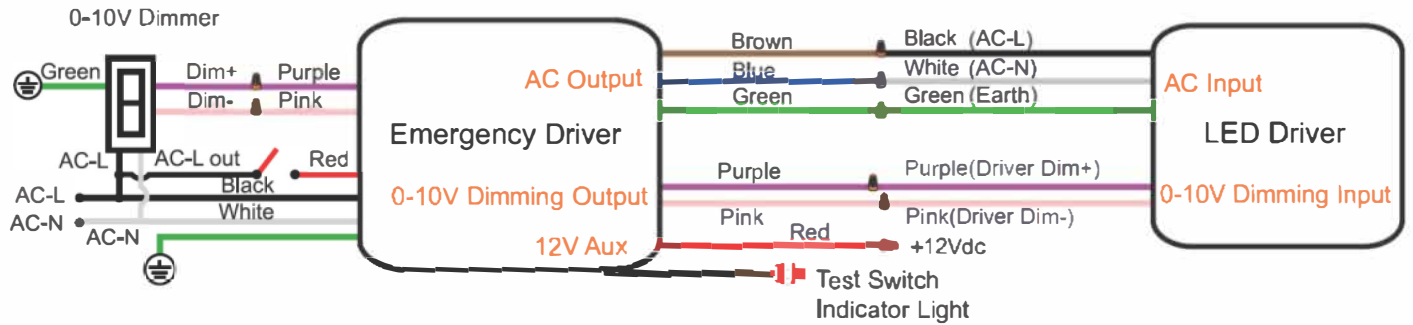 0-10V Dimmer
Green
Dim+
Purple
Dim-
Pink
AC-L
AC-L out
Red
AC-L
Black
AC-N
AC-N
White
Emergency Driver
AC Output
0-10V Dimming Output
12V Aux
Brown
Black (AC-L)
Blue
White (AC-N)
Green
Green (Earth)
Purple
Purple(Driver Dim+)
Pink
Pink(Driver Dim-)
Red
+12Vdc
Test Switch
Indicator Light
AC Input
LED Driver
0-10V Dimming Input